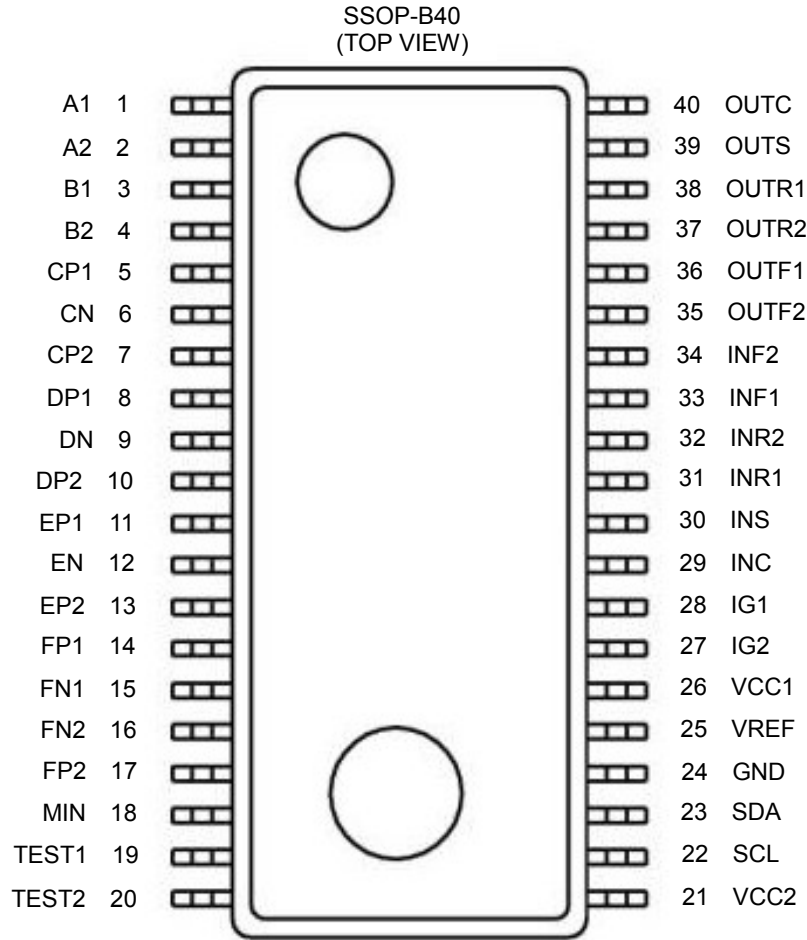 SSOP-B40
(TOP VIEW)
A1 1 40 OUTC
A2 2 39 OUTS
B1 3 38 OUTR1
B2 4 37 OUTR2
CP1 5 36 OUTF1
CN 6 35 OUTF2
CP2 7 34 INF2
DP1 8 33 INF1
DN 9 32 INR2
DP2 10 31 INR1
EP1 11 30 INS
EN 12 29 INC
EP2 13 28 IG1
FP1 14 27 IG2
FN1 15 26 VCC1
FN2 16 25 VREF
FP2 17 24 GND
MIN 18 23 SDA
TEST1 19 22 SCL
TEST2 20 21 VCC2